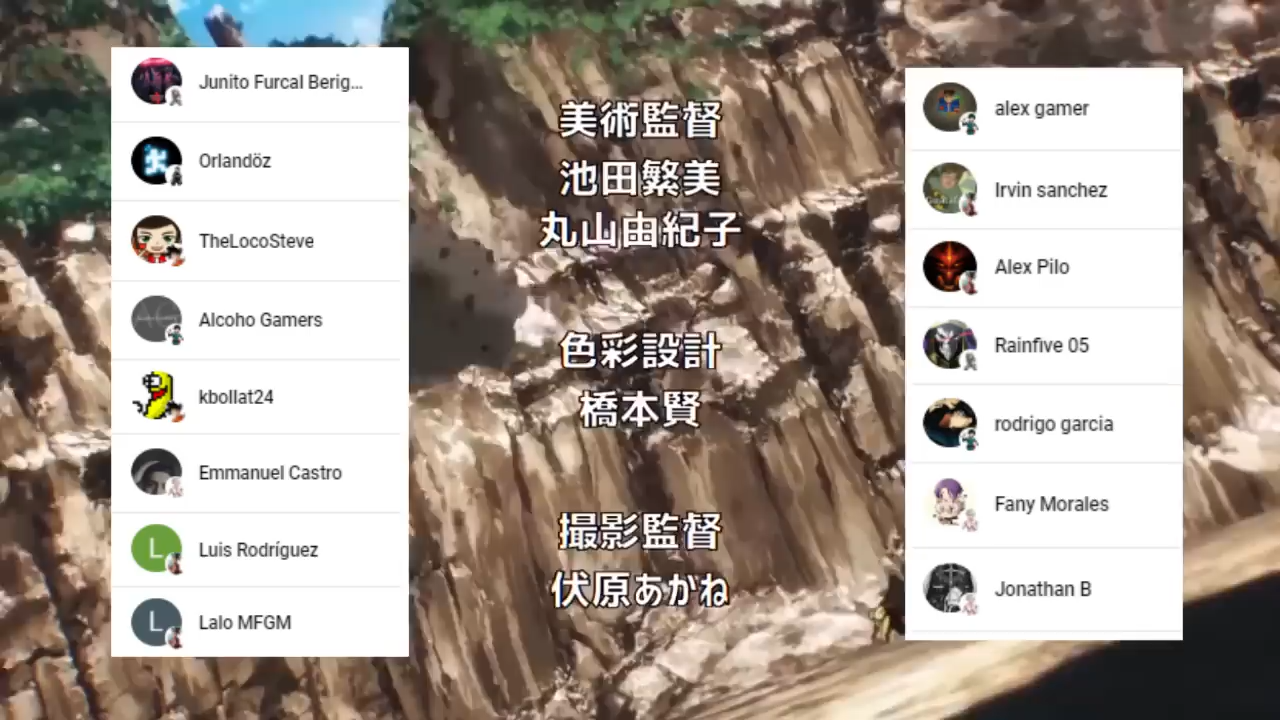 Junito Furcal Berig...
Orlandöz
TheLocoSteve
Alcoho Gamers
kbollat24
Emmanuel Castro
L
Luis Rodríguez
L
Lalo MFGM
美術監督
池田繁美
丸山由紀子
色彩設計
橋本賢
撮影監督
伏原あかね
alex gamer
Irvin sanchez
Alex Pilo
Rainfive 05
rodrigo garcia
Fany Morales
Jonathan B